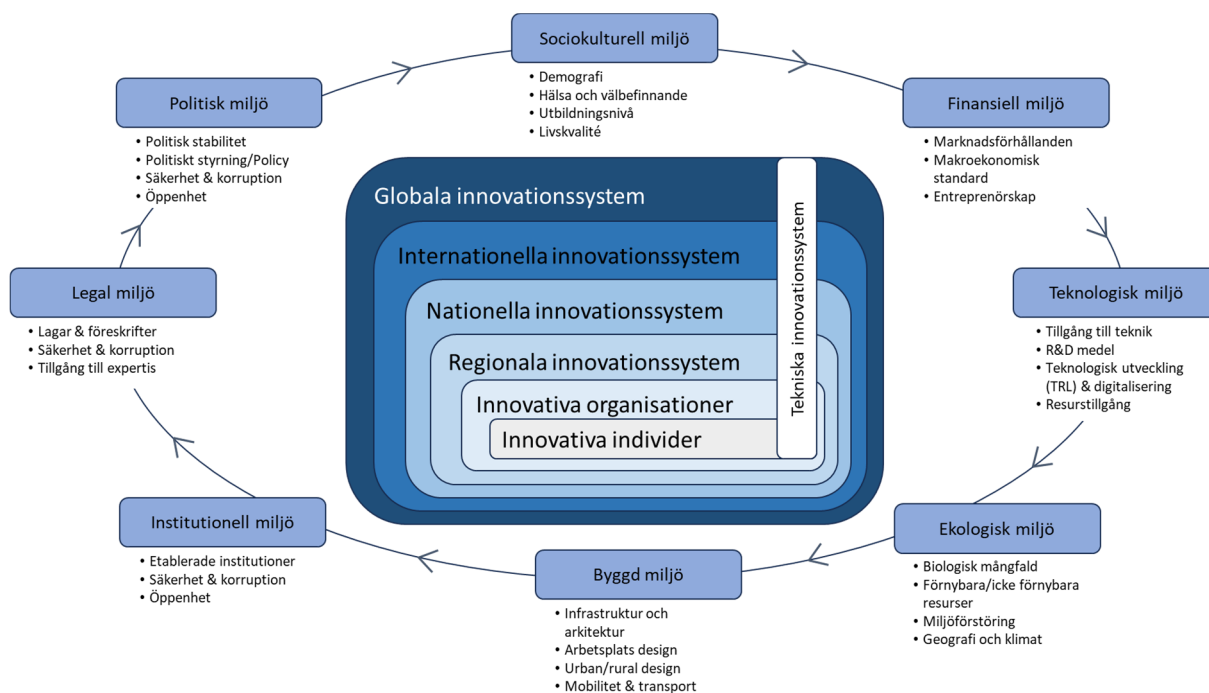 Sociokulturell miljö
• Demografi
• Hälsa och välbefinnande
• Utbildningsnivå
• Livskvalité
Politisk miljö
• Politisk stabilitet
• Politiskt styrning/Policy
• Säkerhet & korruption
• Öppenhet
Finansiell miljö
• Marknadsförhållanden
• Makroekonomisk
standard
• Entreprenörskap
Legal miljö
• Lagar & föreskrifter
• Säkerhet & korruption
• Tillgång till expertis
Globala innovationssystem
Internationella innovationssystem
Nationella innovationssystem
Regionala innovationssystem
Innovativa organisationer
Innovativa individer
Tekniska innovationssystem
Teknologisk miljö
• Tillgång till teknik
• R&D medel
• Teknologisk utveckling
(TRL) & digitalisering
• Resurstillgång
Institutionell miljö
• Etablerade institutioner
• Säkerhet & korruption
• Öppenhet
Byggd miljö
• Infrastruktur och
arkitektur
• Arbetsplats design
• Urban/rural design
• Mobilitet & transport
Ekologisk miljö
• Biologisk mångfald
• Förnybara/icke förnybara
resurser
• Miljöförstöring
• Geografi och klimat